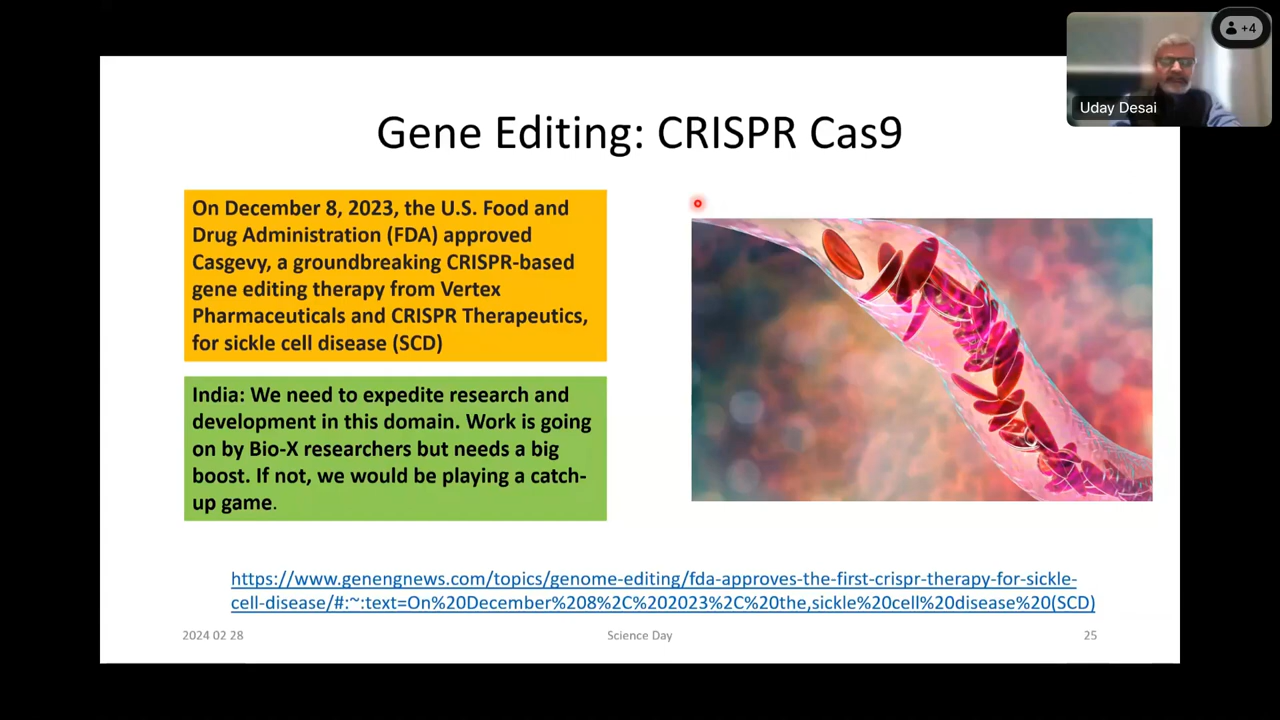 +4
Uday Desai
Gene Editing: CRISPR Cas9
On December 8, 2023, the U.S. Food and
Drug Administration (FDA) approved
Casgevy, a groundbreaking CRISPR-based
gene editing therapy from Vertex
Pharmaceuticals and CRISPR Therapeutics,
for sickle cell disease (SCD)
India: We need to expedite research and
development in this domain. Work is going
on by Bio-X researchers but needs a big
boost. If not, we would be playing a catch-
up game.
https://www.genengnews.com/topics/genome-editing/fda-approves-the-first-crispr-therapy-for-sickle-
cell-disease/#:~:text=On%20December%208%2C%202023%2C%20the,sickle%20cell%20disease%20(SCD)
2024 02 28
Science Day
25